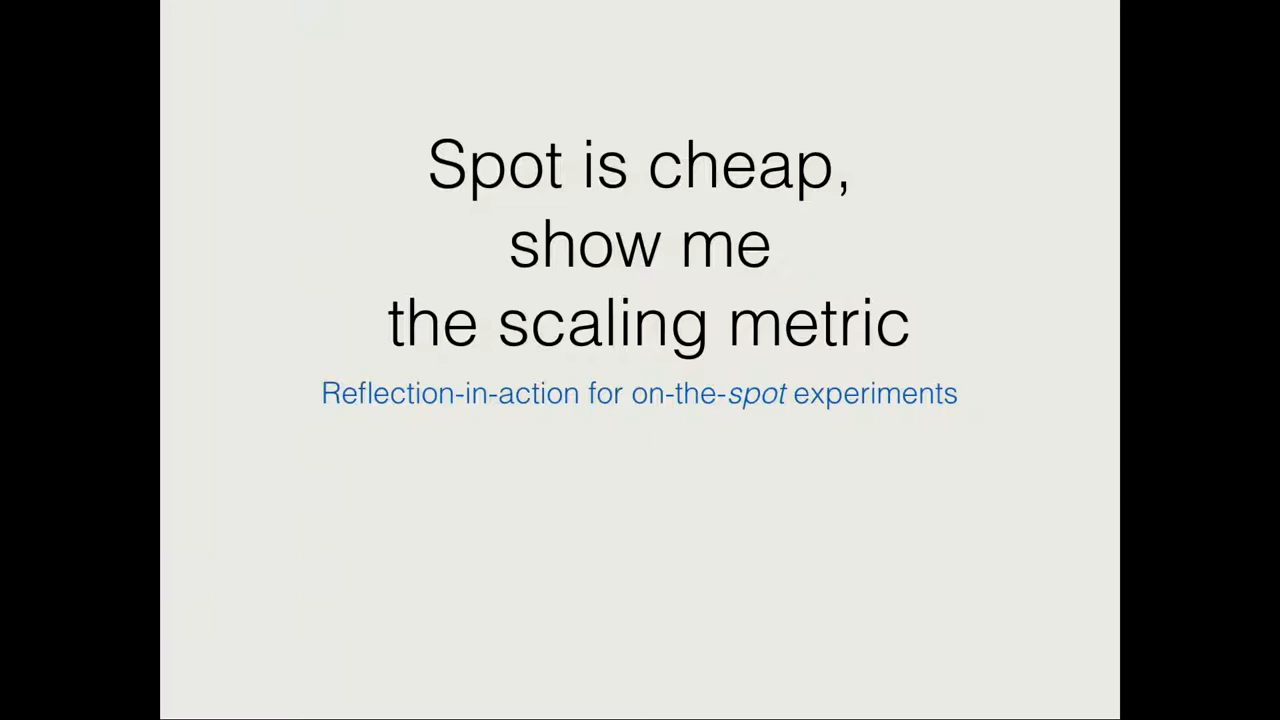 Spot is cheap,
show me
the scaling metric
Reflection-in-action for on-the-spot experiments